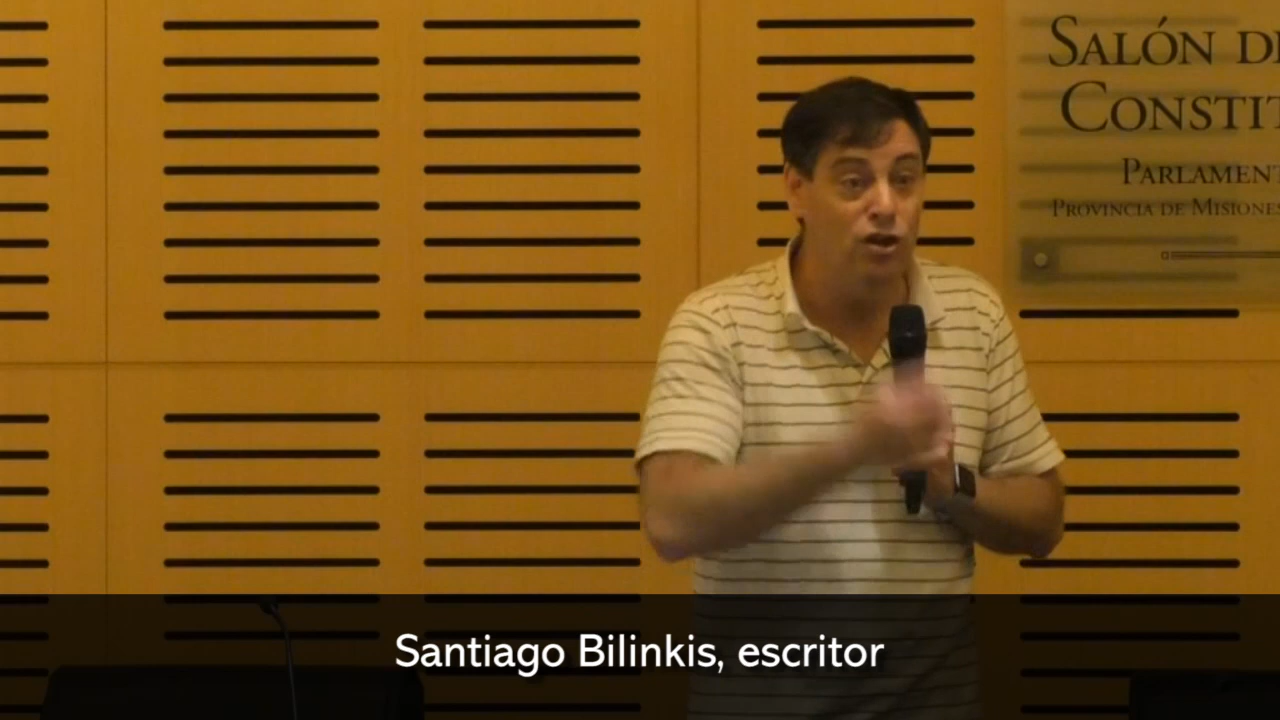 SALÓN DE
CONSTIT
PARLAMENT
PROVINCIA DE MISIONES
Santiago Bilinkis, escritor